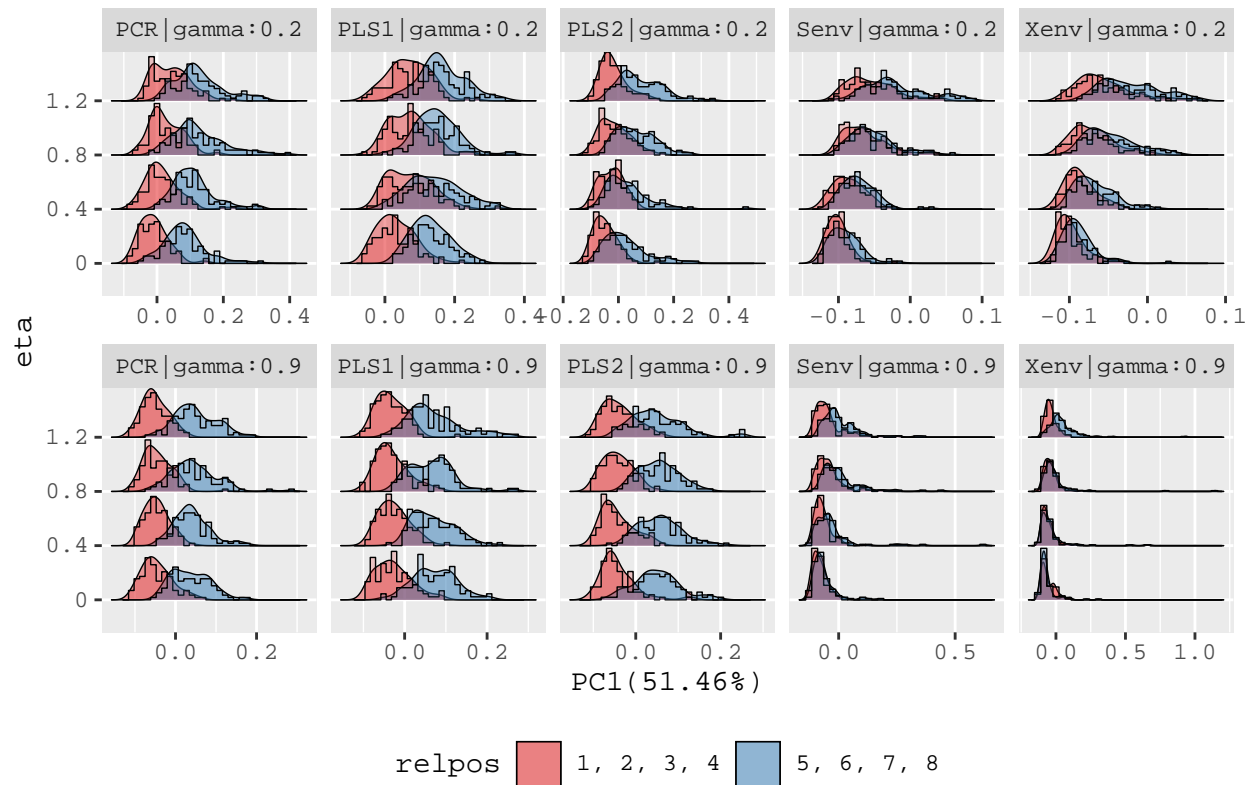 PCR|gamma:0.2 PLS1|gamma:0.2 PLS2|gamma:0.2 Senv|gamma:0.2 Xenv|gamma:0.2
1.2
0.8
0.4
0
0.0 0.2 0.4 0.0 0.2 0.4 -0.2 0.0 0.2 0.4 -0.1 0.0 0.1 -0.1 0.0 0.1
eta
PCR|gamma:0.9 PLS1|gamma:0.9 PLS2|gamma:0.9 Senv|gamma:0.9 Xenv|gamma:0.9
1.2
0.8
0.4
0
0.0 0.2 0.0 0.2 0.0 0.2 0.0 0.5 0.0 0.5 1.0
PC1(51.46%)
relpos 1, 2, 3, 4 5, 6, 7, 8